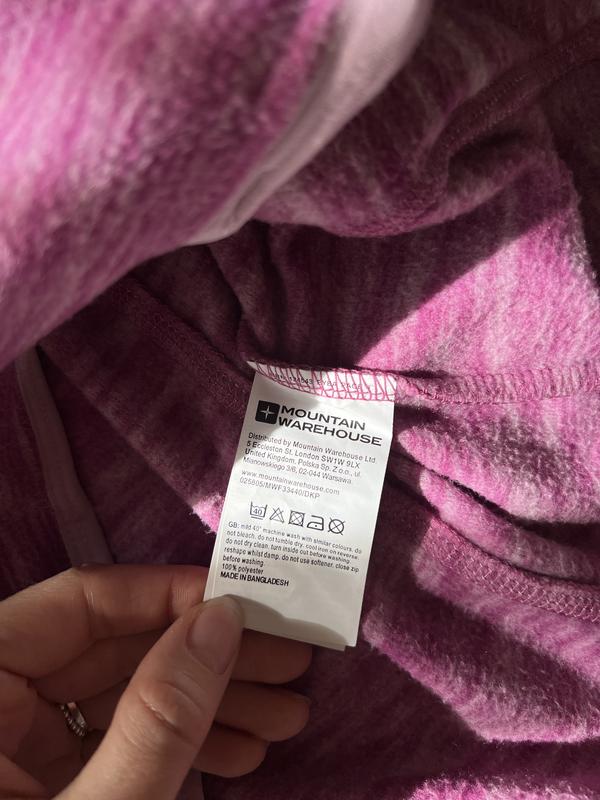 MOUNTAIN
WAREHOUSE
Distributed by Mountain Warehouse Ltd.
5 Eccleston St. London SW1W 9LX
United Kingdom. Polska Sp. Z.o.o., ul.
Mianowskiego 3/8, 02-044 Warsawa.
www.mountainwarehouse.com
025805/MWF33440/DKP
40
GB: mild 40° machine wash with similar colours. do
not bleach. do not tumble dry. cool iron on reverse.
do not dry clean. turn inside out before washing.
reshape whilst damp. do not use softener. close zip
before washing
100% polyester
MADE IN BANGLADESH